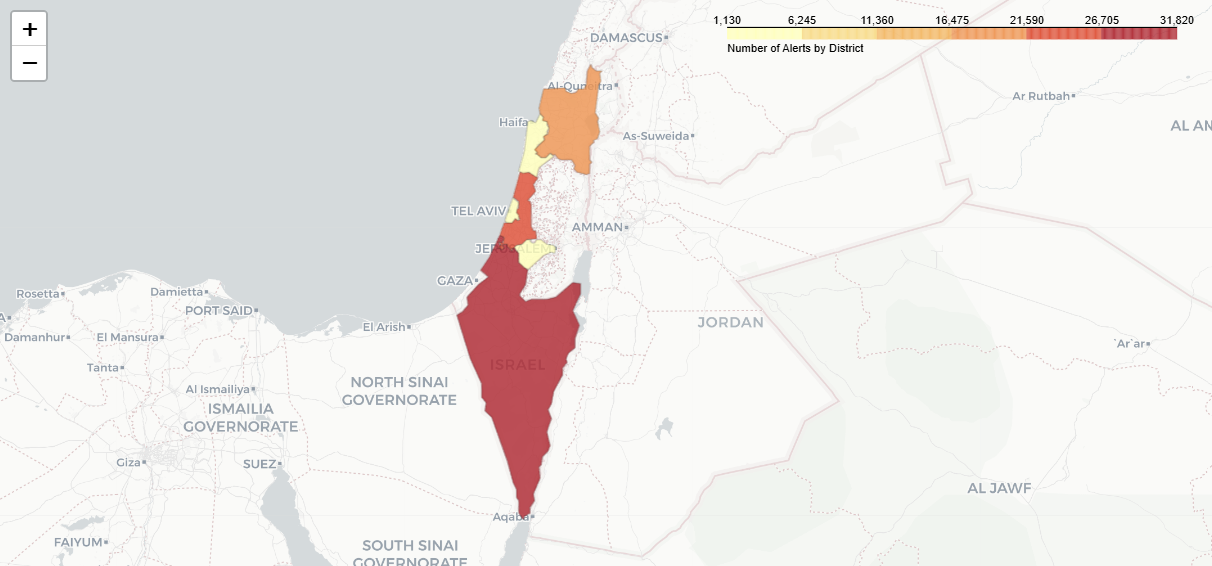 +
−
1,130 6,245 11,360 16,475 21,590 26,705 31,820
Number of Alerts by District
DAMASCUS
Al-Quneitra
Ar Rutbah
Haifa
As-Suweida
AL AN
TEL AVIV
AMMAN
JERUSALEM
GAZA
Rosetta
Damietta
PORT SAID
A
El Arish
JORDAN
Damanhur
El Mansura
Ar'ar
Tanta
ISRAEL
Al Ismailiya
NORTH SINAI
GOVERNORATE
ISMAILIA
GOVERNORATE
Giza
SUEZ
AL JAWF
Aqaba
FAIYUM
SOUTH SINAI
GOVERNORATE